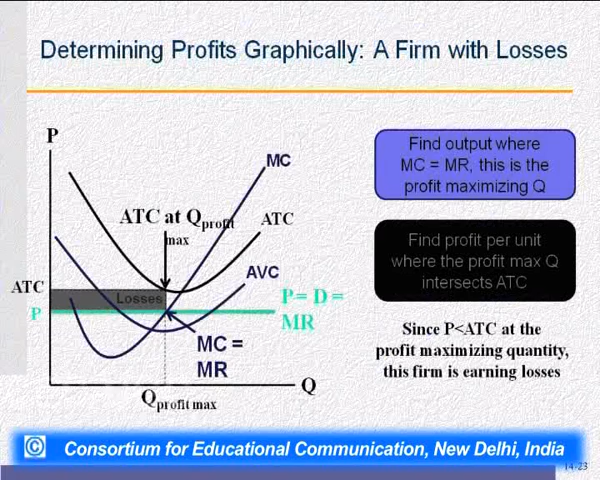 Determining Profits Graphically: A Firm with Losses
P
MC
ATC at Qprofit max
ATC
AVC
ATC
Losses
P
P = D =
MR
MC =
MR
Q
Qprofit max
Find output where
MC = MR, this is the
profit maximizing Q
Find profit per unit
where the profit max Q
intersects ATC
Since P<ATC at the
profit maximizing quantity,
this firm is earning losses
© Consortium for Educational Communication, New Delhi, India
14-23